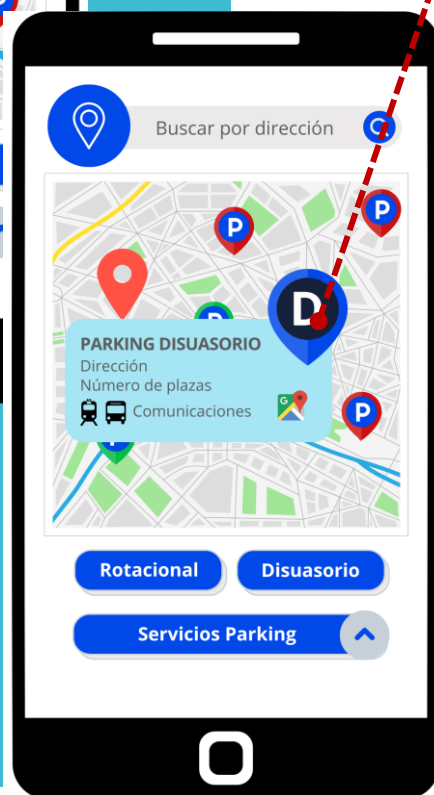 Buscar por dirección
P
P
D
PARKING DISUASORIO
Dirección
Número de plazas
Comunicaciones
G
P
Rotacional
Disuasorio
Servicios Parking